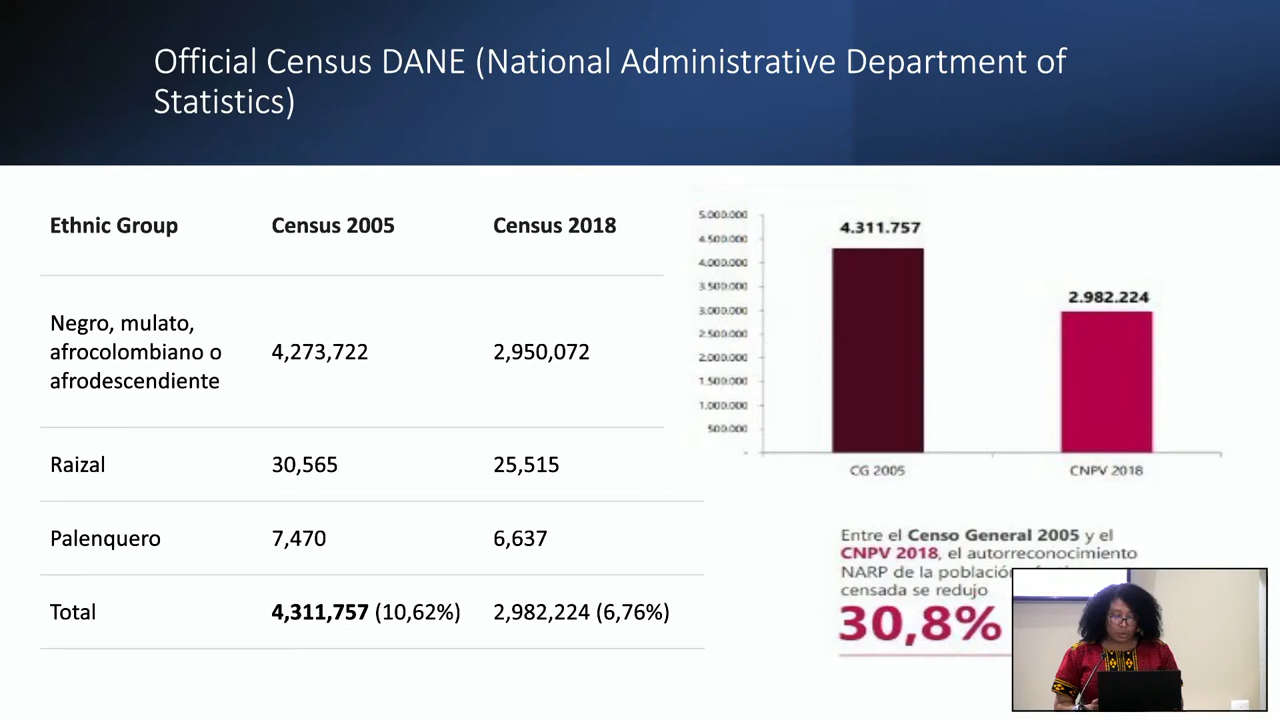 Official Census DANE (National Administrative Department of
Statistics)
Ethnic Group Census 2005 Census 2018
Negro, mulato,
afrocolombiano o
afrodescendiente
4,273,722 2,950,072
Raizal 30,565 25,515
Palenquero 7,470 6,637
Total 4,311,757 (10,62%) 2,982,224 (6,76%)
5.000.000
4.500.000
4.000.000
3.500.000
3.000.000
2.500.000
2.000.000
1.500.000
1.000.000
500.000
-
4.311.757
2.982.224
CG 2005 CNPV 2018
Entre el Censo General 2005 y el
CNPV 2018, el autorreconocimiento
NARP de la población
censada se redujo
30,8%